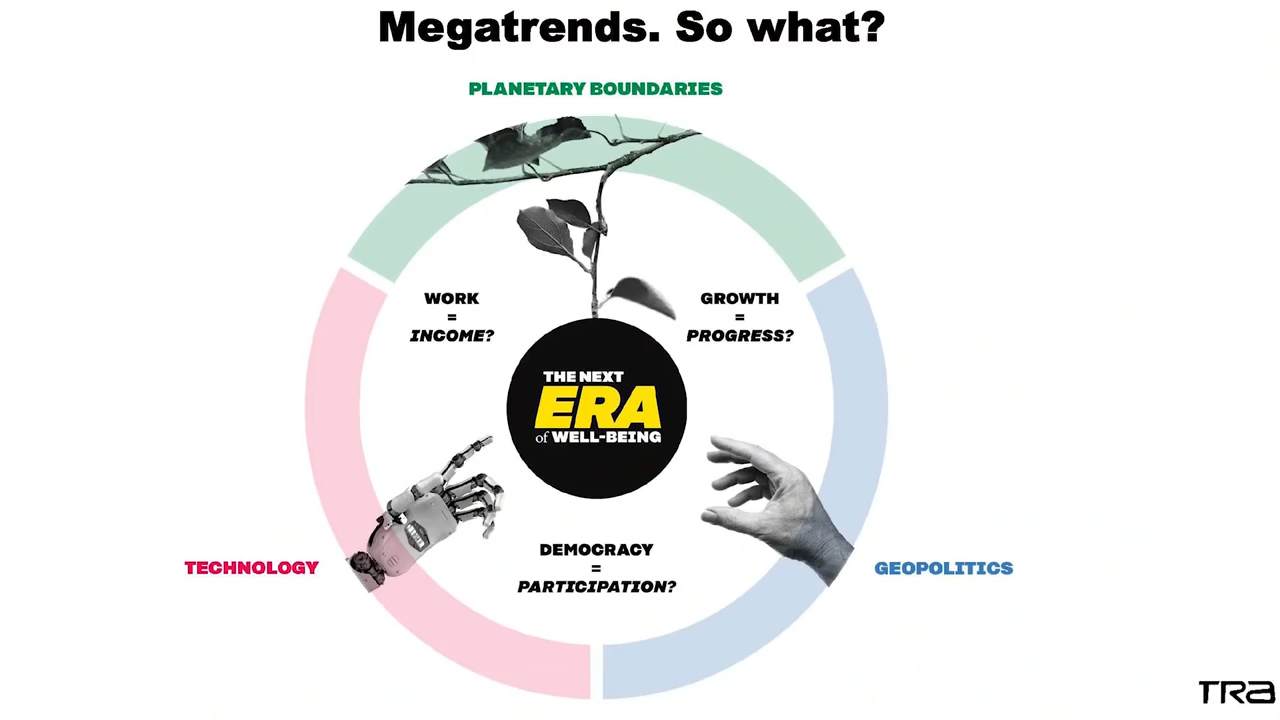 Megatrends. So what?
PLANETARY BOUNDARIES
WORK
=
INCOME?
GROWTH
=
PROGRESS?
THE NEXT
ERA
of WELL-BEING
DEMOCRACY
=
PARTICIPATION?
TECHNOLOGY
GEOPOLITICS
TRA